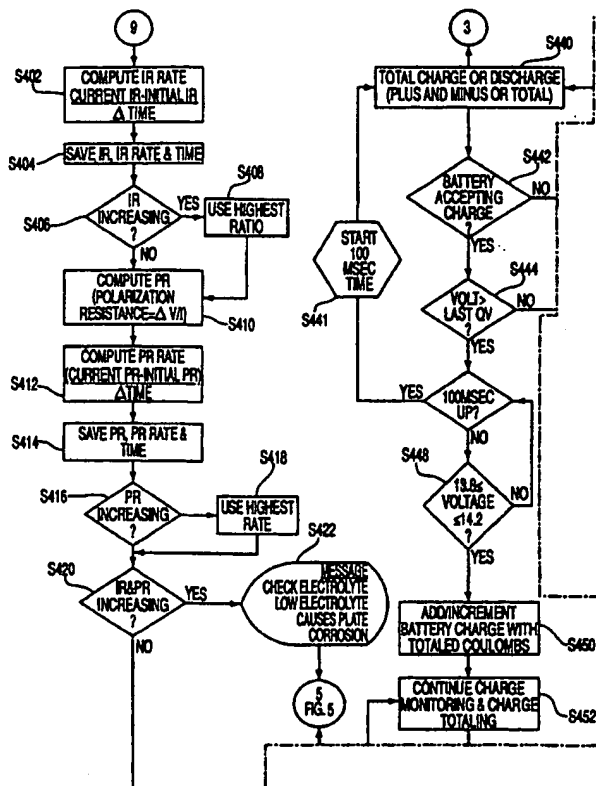 9
S402
COMPUTE IR RATE
CURRENT IR-INITIAL IR
Δ TIME
S404
SAVE IR, IR RATE & TIME
S406
IR
INCREASING
?
YES
NO
S408
USE HIGHEST
RATIO
COMPUTE PR
(POLARIZATION
RESISTANCE=Δ V/I)
S410
COMPUTE PR RATE
(CURRENT PR-INITIAL PR)
ΔTIME
S412
S414
SAVE PR, PR RATE &
TIME
S416
PR
INCREASING
?
S418
USE HIGHEST
RATE
S420
IR&PR
INCREASING
?
YES
NO
S422
MESSAGE
CHECK ELECTROLYTE
LOW ELECTROLYTE
CAUSES PLATE
CORROSION
5
FIG. 5
3
S440
TOTAL CHARGE OR DISCHARGE
(PLUS AND MINUS OR TOTAL)
S442
BATTERY
ACCEPTING
CHARGE
?
NO
YES
START
100
MSEC
TIME
S441
S444
VOLT>
LAST QV
?
NO
YES
100MSEC
UP?
YES
NO
S448
13.8≤
VOLTAGE
≤14.2
?
NO
YES
ADD/INCREMENT
BATTERY CHARGE WITH
TOTALED COULOMBS
S450
CONTINUE CHARGE
MONITORING & CHARGE
TOTALING
S452